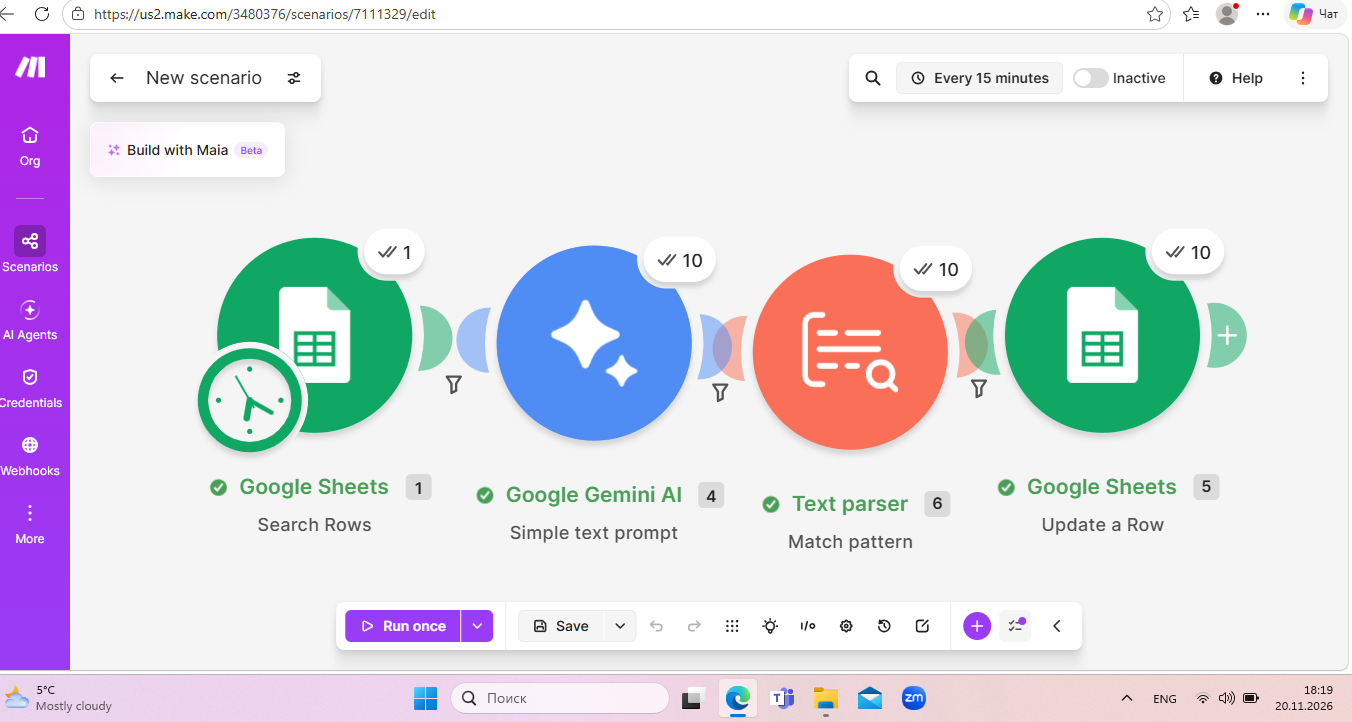 https://us2.make.com/3480376/scenarios/7111329/edit
Чат
New scenario
Every 15 minutes
Inactive
Help
Build with Maia Beta
Org
Scenarios
AI Agents
Credentials
Webhooks
More
1
10
10
10
Google Sheets 1
Search Rows
Google Gemini AI 4
Simple text prompt
Text parser 6
Match pattern
Google Sheets 5
Update a Row
Run once
Save
5°C
Mostly cloudy
Поиск
zm
ENG
18:19
20.11.2026